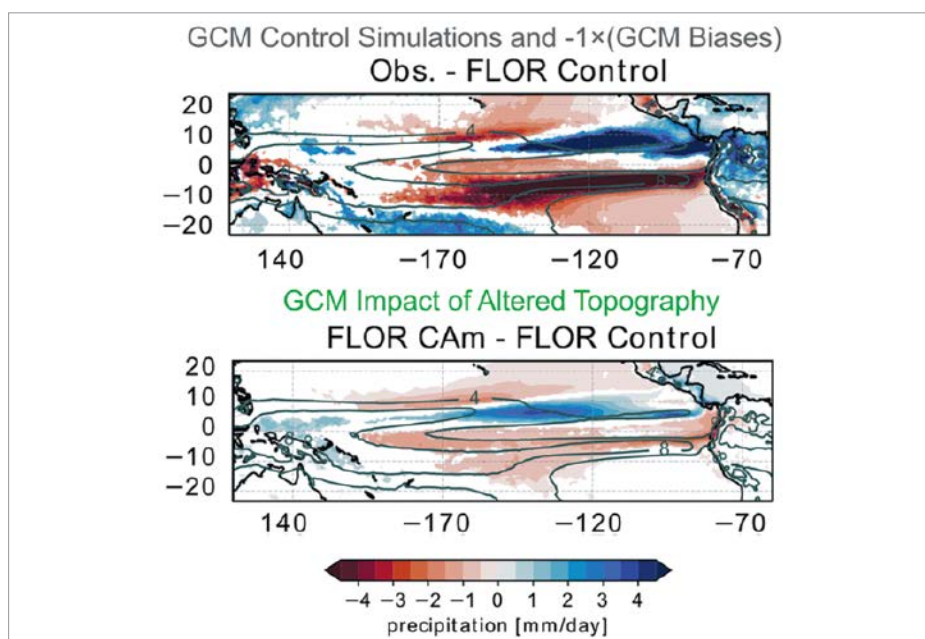 GCM Control Simulations and -1×(GCM Biases)
Obs. - FLOR Control
20
10
0
−10
−20
4
8
140 −170 −120 −70
GCM Impact of Altered Topography
FLOR CAm - FLOR Control
20
10
0
−10
−20
4
8
140 −170 −120 −70
−4 −3 −2 −1 0 1 2 3 4
precipitation [mm/day]